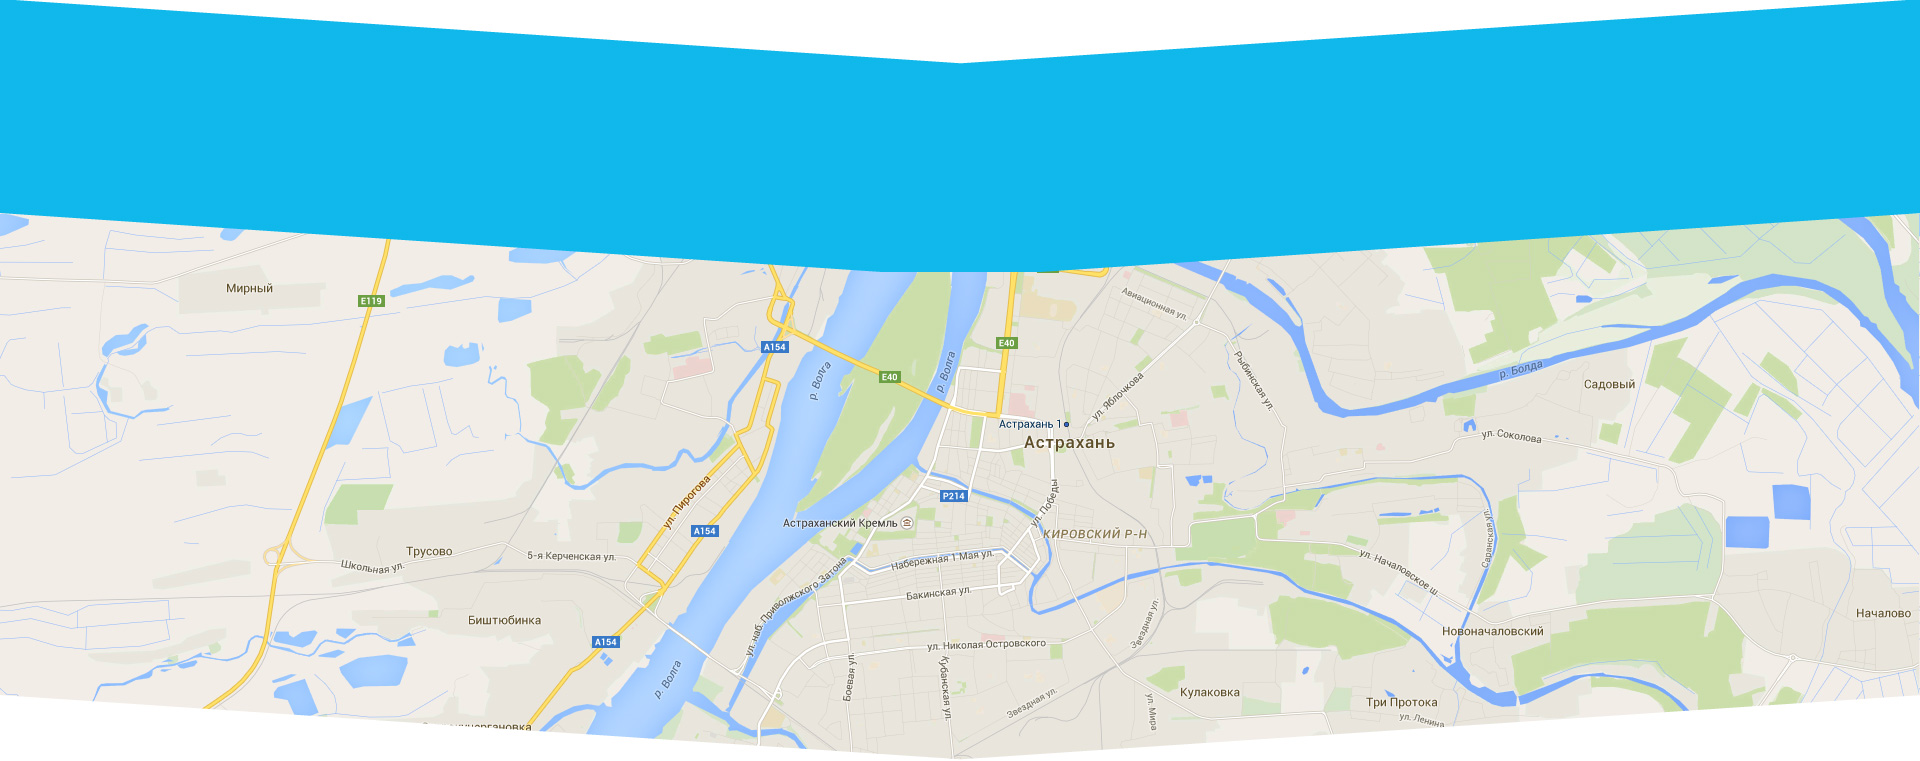 Мирный
E119
Авиационная ул.
A154
E40
E40
р. Волга
р. Волга
Рыбинская ул.
р. Болда
Садовый
ул. Яблочкова
Астрахань 1
Астрахань
ул. Соколова
ул. Пирогова
P214
ул. Победы
Астраханский Кремль
A154
КИРОВСКИЙ Р-Н
Саранская ул.
Трусово
5-я Керченская ул.
Школьная ул.
Набережная 1 Мая ул.
ул. Началовское ш.
Бакинская ул.
ул. наб. Приволжского Затона
Биштюбинка
Звездная ул.
Началово
Новоначаловский
A154
ул. Николая Островского
р. Волга
Боевая ул.
Кубанская ул.
Звездная ул.
Кулаковка
ул. Мира
Три Протока
ул. Ленина